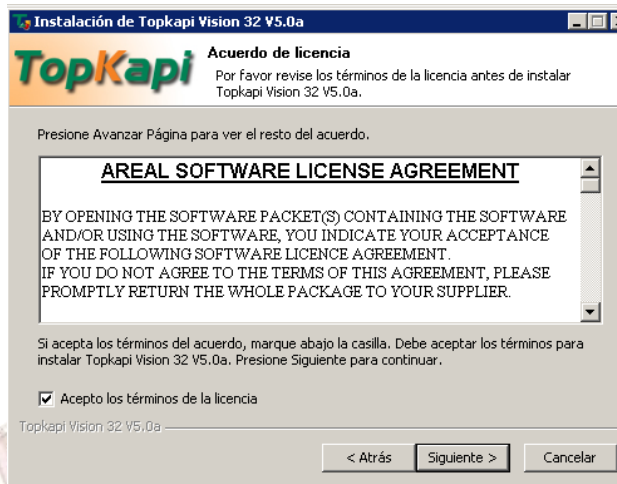 Instalación de Topkapi Vision 32 V5.0a
TopKapi
Acuerdo de licencia
Por favor revise los términos de la licencia antes de instalar
Topkapi Vision 32 V5.0a.
Presione Avanzar Página para ver el resto del acuerdo.
AREAL SOFTWARE LICENSE AGREEMENT
BY OPENING THE SOFTWARE PACKET(S) CONTAINING THE SOFTWARE
AND/OR USING THE SOFTWARE, YOU INDICATE YOUR ACCEPTANCE
OF THE FOLLOWING SOFTWARE LICENCE AGREEMENT.
IF YOU DO NOT AGREE TO THE TERMS OF THIS AGREEMENT, PLEASE
PROMPTLY RETURN THE WHOLE PACKAGE TO YOUR SUPPLIER.
Si acepta los términos del acuerdo, marque abajo la casilla. Debe aceptar los términos para
instalar Topkapi Vision 32 V5.0a. Presione Siguiente para continuar.
Acepto los términos de la licencia
Topkapi Vision 32 V5.0a
< Atrás Siguiente > Cancelar